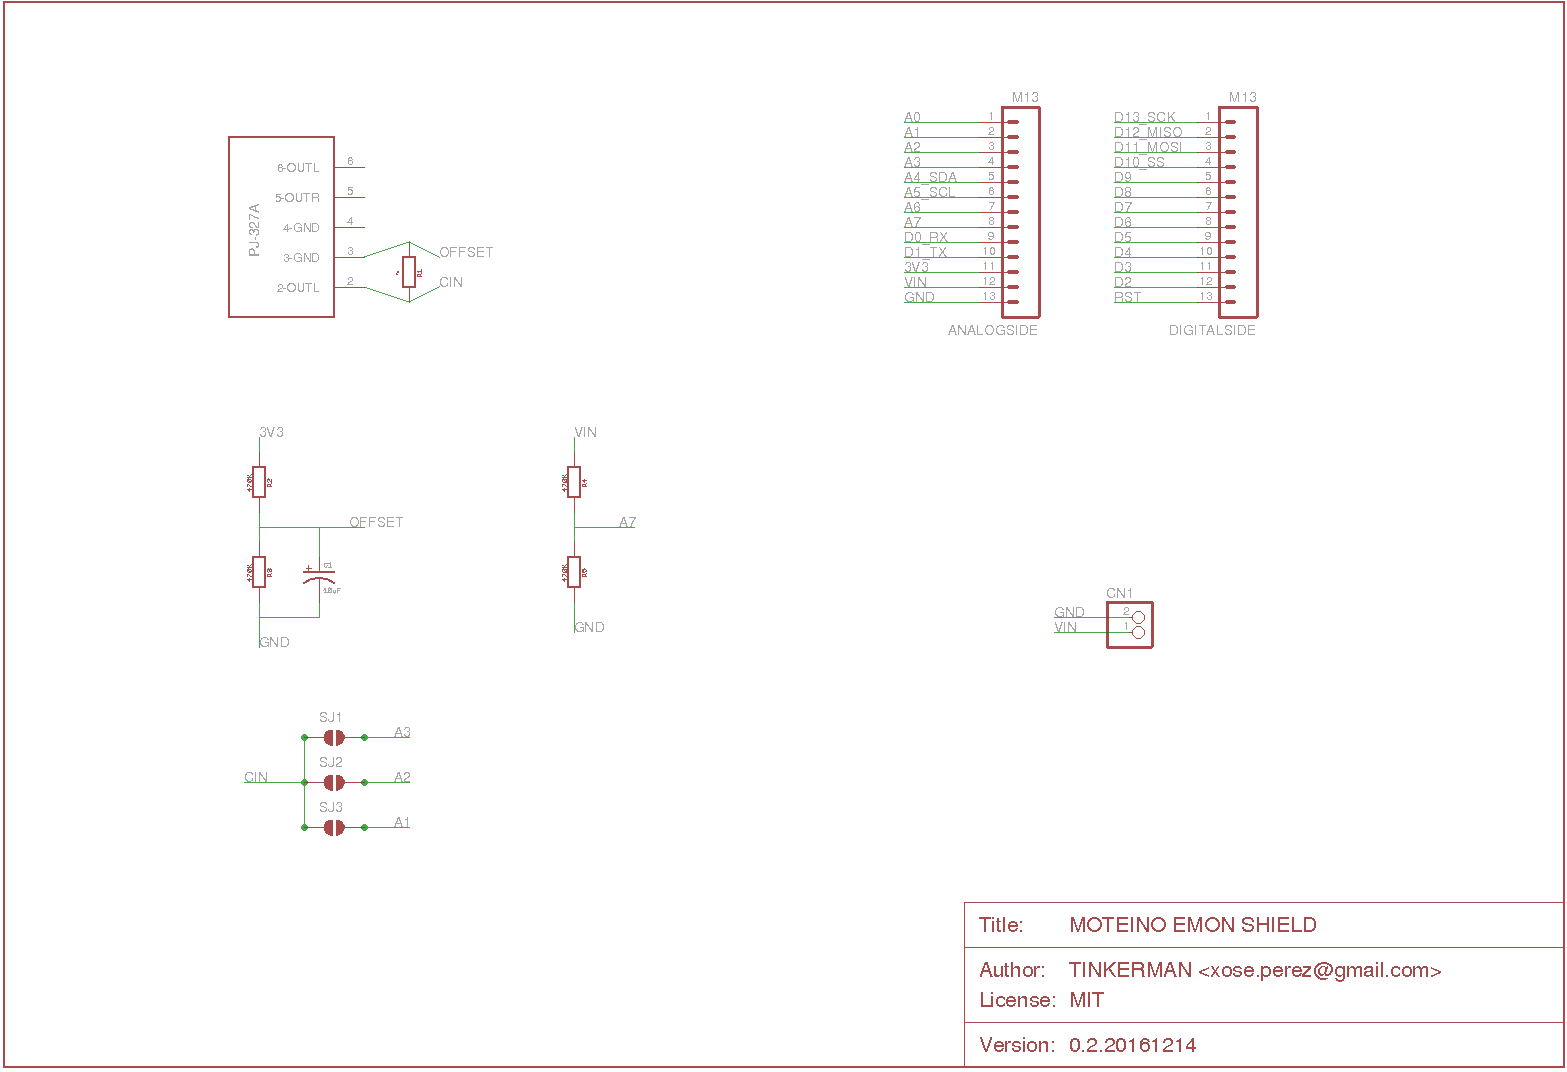 PJ-327A
6-OUTL 6
5-OUTR 5
4-GND 4
3-GND 3
2-OUTL 2
R1
OFFSET
CIN
M13
A0 1
A1 2
A2 3
A3 4
A4_SDA 5
A5_SCL 6
A6 7
A7 8
D0_RX 9
D1_TX 10
3V3 11
VIN 12
GND 13
ANALOGSIDE
M13
D13_SCK 1
D12_MISO 2
D11_MOSI 3
D10_SS 4
D9 5
D8 6
D7 7
D6 8
D5 9
D4 10
D3 11
D2 12
RST 13
DIGITALSIDE
3V3
470K R2
OFFSET
470K R3
+ C1
10uF
GND
VIN
470K R4
A7
470K R5
GND
CN1
GND 2
VIN 1
SJ1
A3
SJ2
CIN A2
SJ3
A1
Title: MOTEINO EMON SHIELD
Author: TINKERMAN <xose.perez@gmail.com>
License: MIT
Version: 0.2.20161214